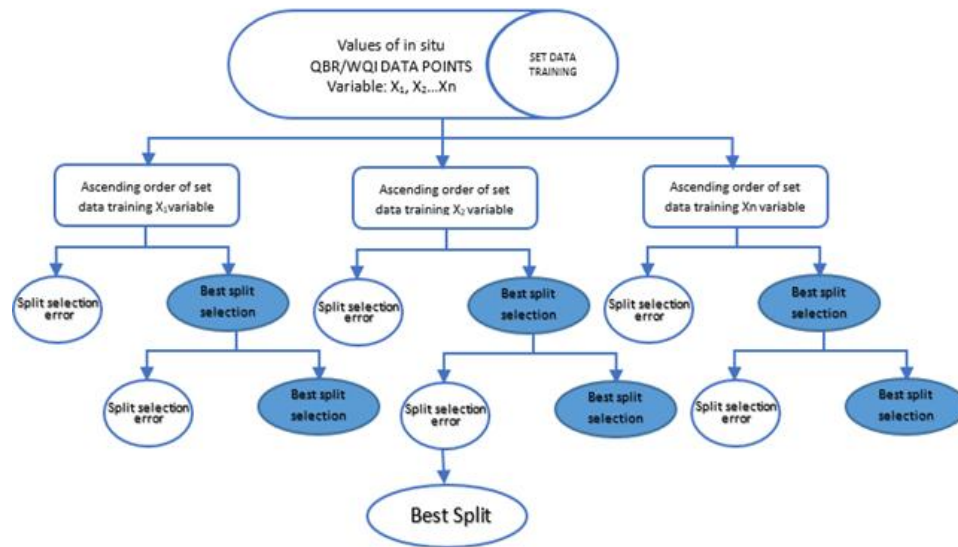 Values of in situ
QBR/WQI DATA POINTS
Variable: X₁, X₂...Xn
SET DATA
TRAINING
Ascending order of set
data training X₁variable
Ascending order of set
data training X₂ variable
Ascending order of set
data training Xn variable
Split selection
error
Best split
selection
Split selection
error
Best split
selection
Split selection
error
Best split
selection
Split selection
error
Best split
selection
Split selection
error
Best split
selection
Split selection
error
Best split
selection
Best Split